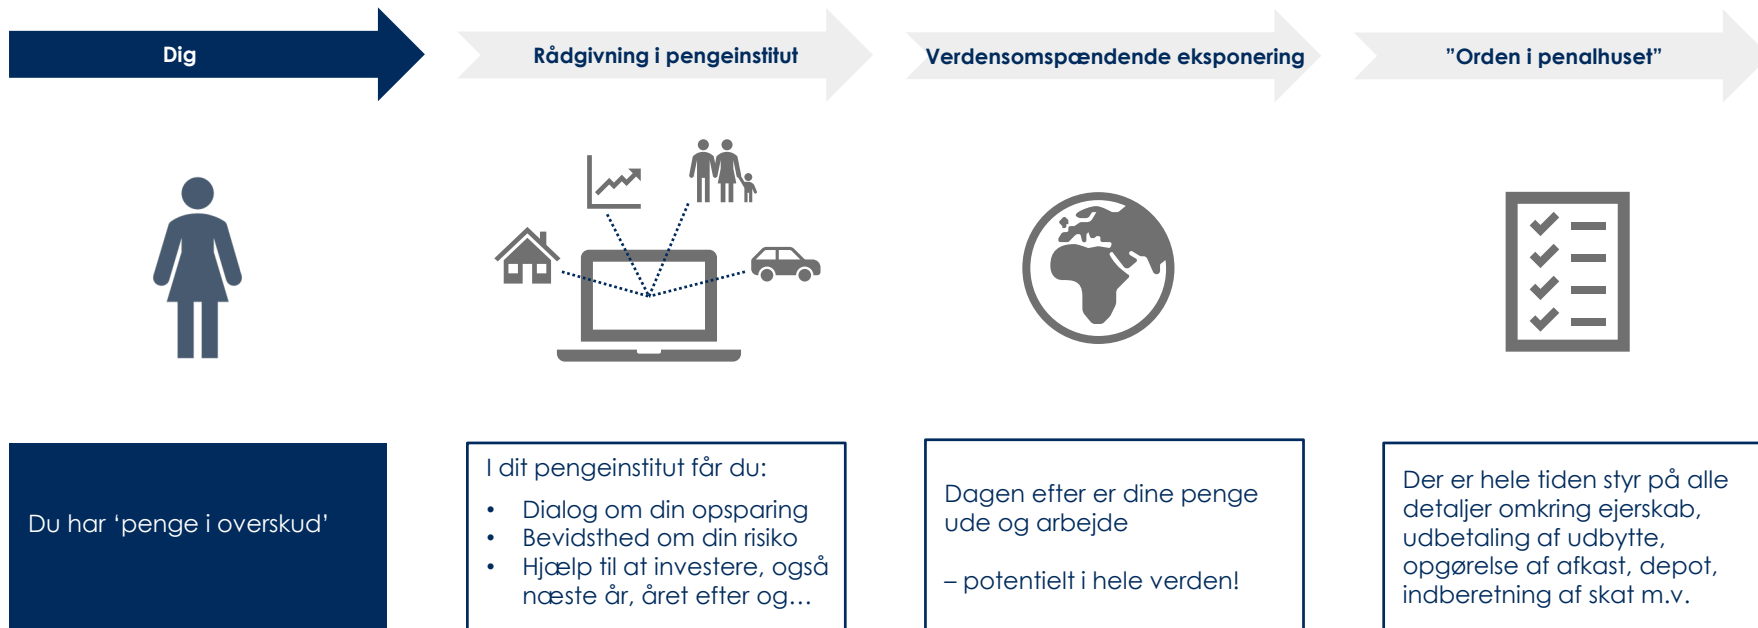 Dig
Rådgivning i pengeinstitut
Verdensomspændende eksponering
”Orden i penalhuset”
Du har ‘penge i overskud’
I dit pengeinstitut får du:
• Dialog om din opsparing
• Bevidsthed om din risiko
• Hjælp til at investere, også
næste år, året efter og…
Dagen efter er dine penge
ude og arbejde
– potentielt i hele verden!
Der er hele tiden styr på alle
detaljer omkring ejerskab,
udbetaling af udbytte,
opgørelse af afkast, depot,
indberetning af skat m.v.